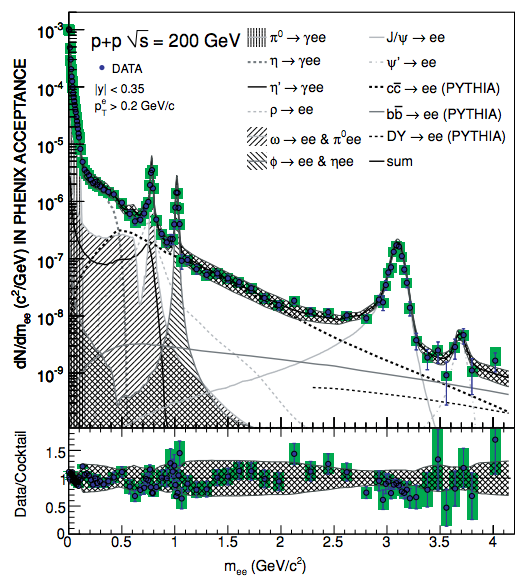 p+p √s = 200 GeV
DATA
|y| < 0.35
p_T^e > 0.2 GeV/c
π⁰ → γee
η → γee
η' → γee
ρ → ee
ω → ee & π⁰ee
ϕ → ee & ηee
J/ψ → ee
ψ' → ee
cc̅ → ee (PYTHIA)
bb̅ → ee (PYTHIA)
DY → ee (PYTHIA)
sum
dN/dm_ee (c²/GeV) IN PHENIX ACCEPTANCE
10⁻³
10⁻⁴
10⁻⁵
10⁻⁶
10⁻⁷
10⁻⁸
10⁻⁹
Data/Cocktail
1.5
1
0.5
0
0 0.5 1 1.5 2 2.5 3 3.5 4
m_ee (GeV/c²)